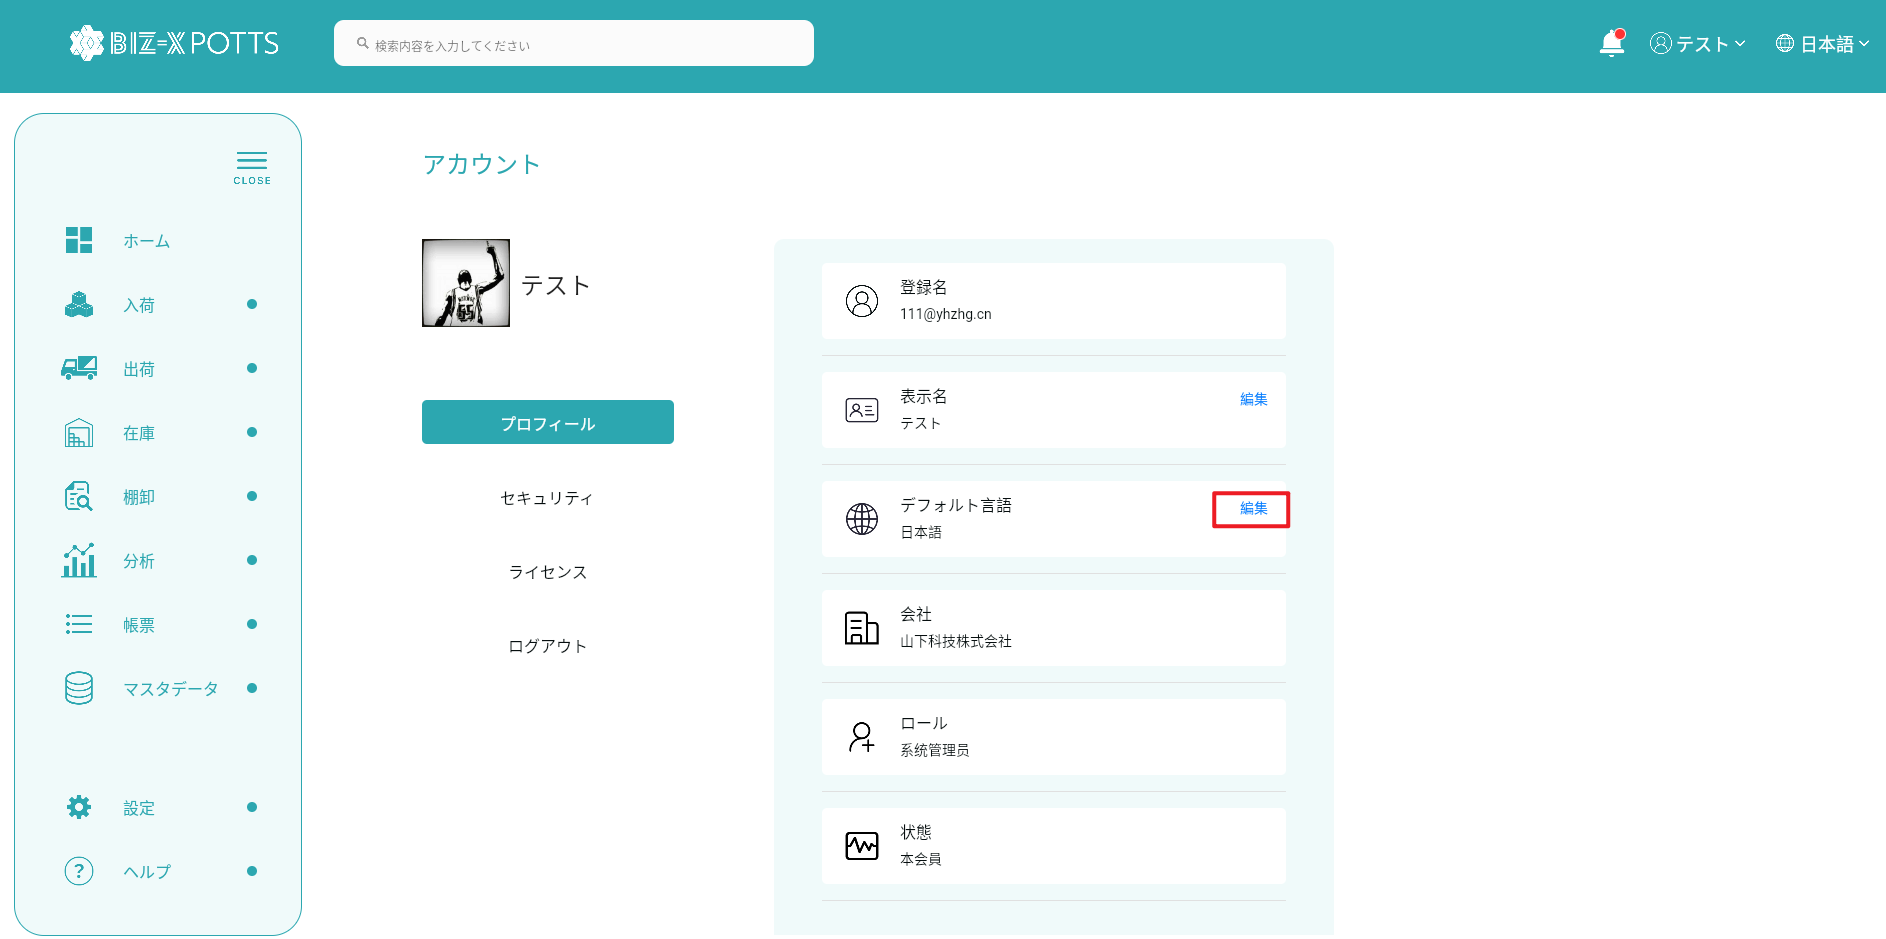 BIZ=X POTTS
検索内容を入力してください
テスト
日本語
CLOSE
ホーム
入荷
出荷
在庫
棚卸
分析
帳票
マスタデータ
設定
ヘルプ
アカウント
テスト
プロフィール
セキュリティ
ライセンス
ログアウト
登録名
111@yhzhg.cn
表示名
テスト
編集
デフォルト言語
日本語
編集
会社
山下科技株式会社
ロール
系统管理员
状態
本会員